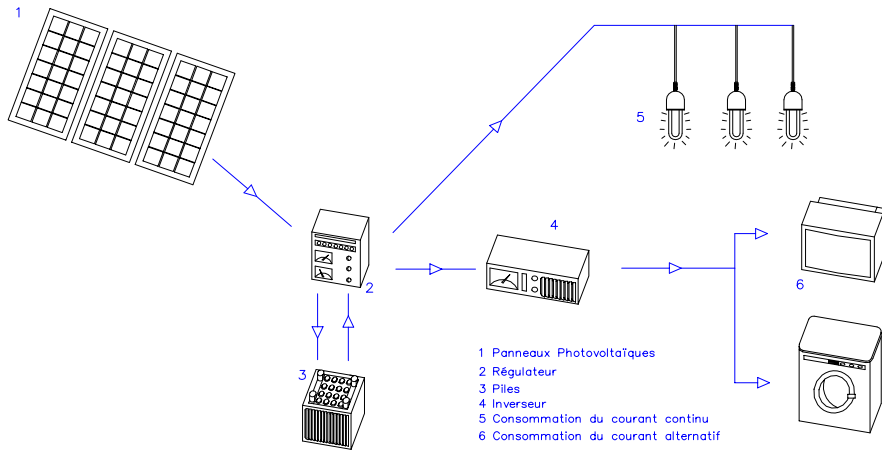 1
5
4
2
6
3
1 Panneaux Photovoltaïques
2 Régulateur
3 Piles
4 Inverseur
5 Consommation du courant continu
6 Consommation du courant alternatif